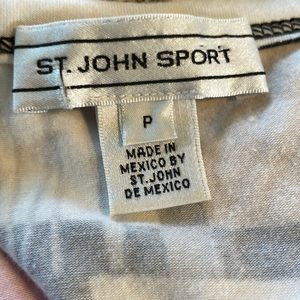 ST. JOHN SPORT
P
MADE IN
MEXICO BY
ST. JOHN
DE MEXICO